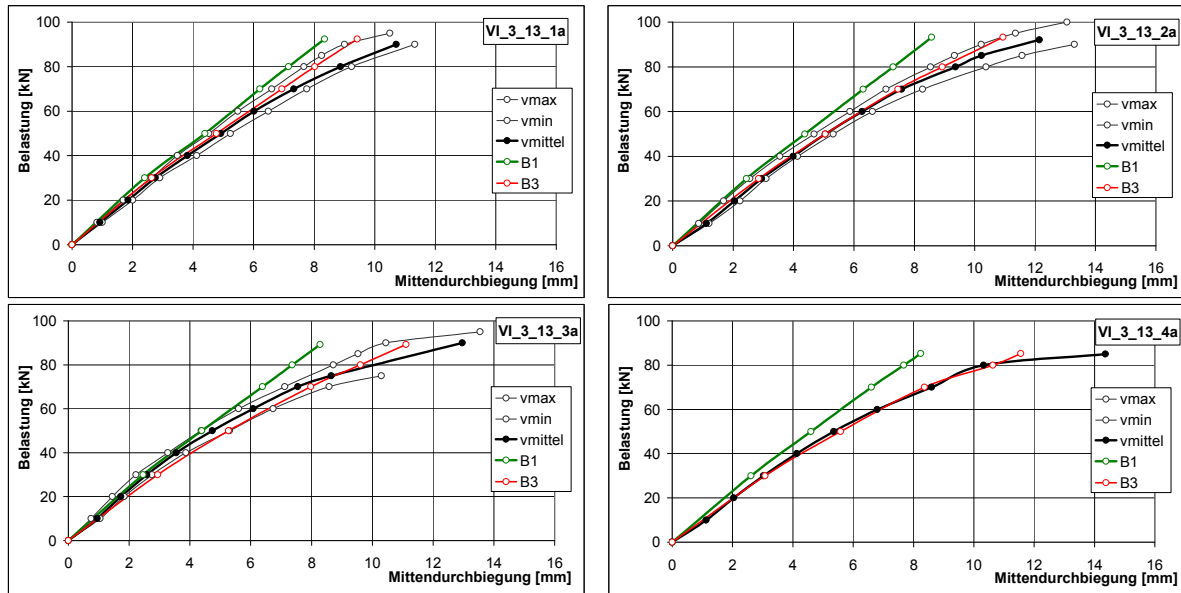 VI_3_13_1a
Belastung [kN]
100
80
60
40
20
0
vmax
vmin
vmittel
B1
B3
0 2 4 6 8 10 12 14 16
Mittendurchbiegung [mm]
VI_3_13_2a
Belastung [kN]
100
80
60
40
20
0
vmax
vmin
vmittel
B1
B3
0 2 4 6 8 10 12 14 16
Mittendurchbiegung [mm]
VI_3_13_3a
Belastung [kN]
100
80
60
40
20
0
vmax
vmin
vmittel
B1
B3
0 2 4 6 8 10 12 14 16
Mittendurchbiegung [mm]
VI_3_13_4a
Belastung [kN]
100
80
60
40
20
0
vmax
vmin
vmittel
B1
B3
0 2 4 6 8 10 12 14 16
Mittendurchbiegung [mm]